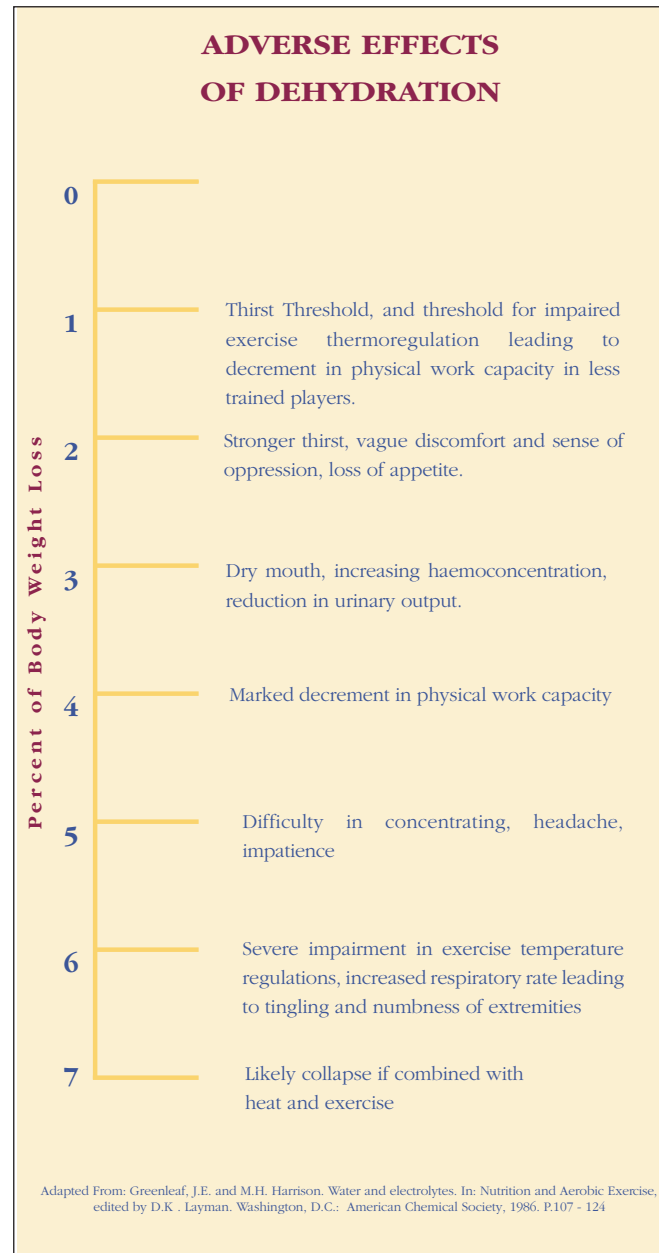 ADVERSE EFFECTS
OF DEHYDRATION
Percent of Body Weight Loss
0
1
Thirst Threshold, and threshold for impaired
exercise thermoregulation leading to
decrement in physical work capacity in less
trained players.
2
Stronger thirst, vague discomfort and sense of
oppression, loss of appetite.
3
Dry mouth, increasing haemoconcentration,
reduction in urinary output.
4
Marked decrement in physical work capacity
5
Difficulty in concentrating, headache,
impatience
6
Severe impairment in exercise temperature
regulations, increased respiratory rate leading
to tingling and numbness of extremities
7
Likely collapse if combined with
heat and exercise
Adapted From: Greenleaf, J.E. and M.H. Harrison. Water and electrolytes. In: Nutrition and Aerobic Exercise,
edited by D.K . Layman. Washington, D.C.: American Chemical Society, 1986. P.107 - 124